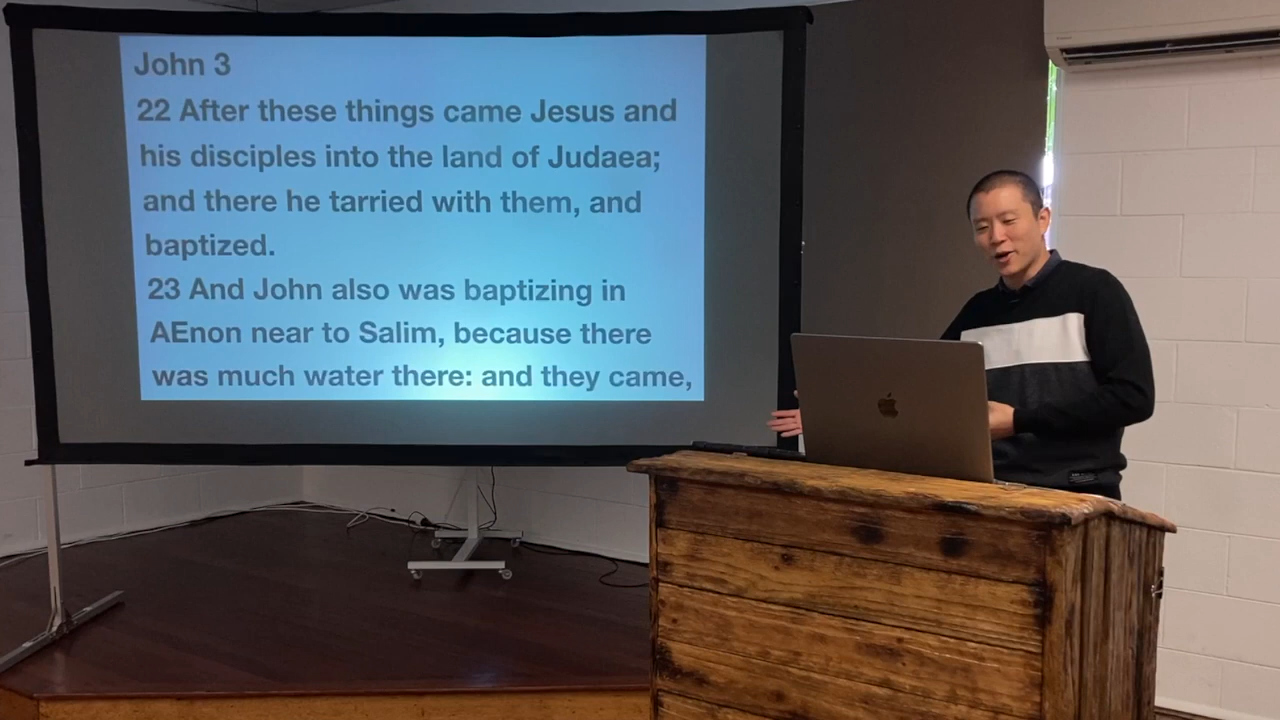 John 3
22 After these things came Jesus and
his disciples into the land of Judaea;
and there he tarried with them, and
baptized.
23 And John also was baptizing in
AEnon near to Salim, because there
was much water there: and they came,